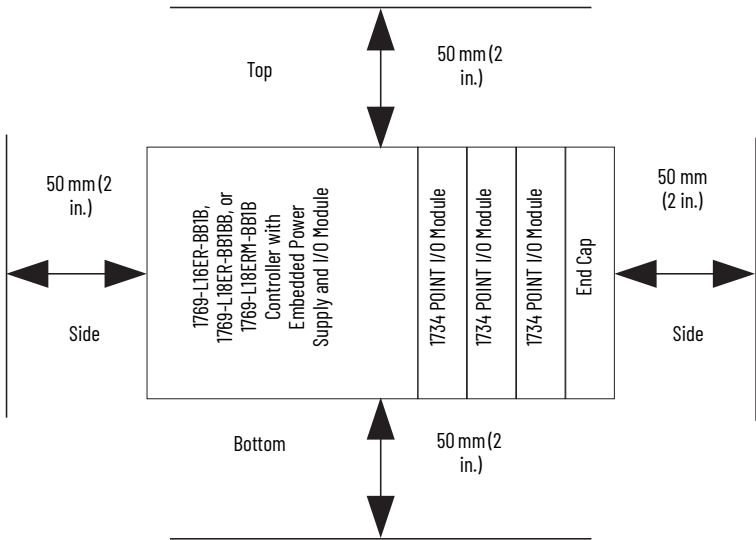 Top
50 mm (2
in.)
50 mm (2
in.)
Side
1769-L16ER-BB1B,
1769-L18ER-BB1BB, or
1769-L18ERM-BB1B
Controller with
Embedded Power
Supply and I/O Module
1734 POINT I/O Module
1734 POINT I/O Module
1734 POINT I/O Module
End Cap
50 mm
(2 in.)
Side
Bottom
50 mm (2
in.)